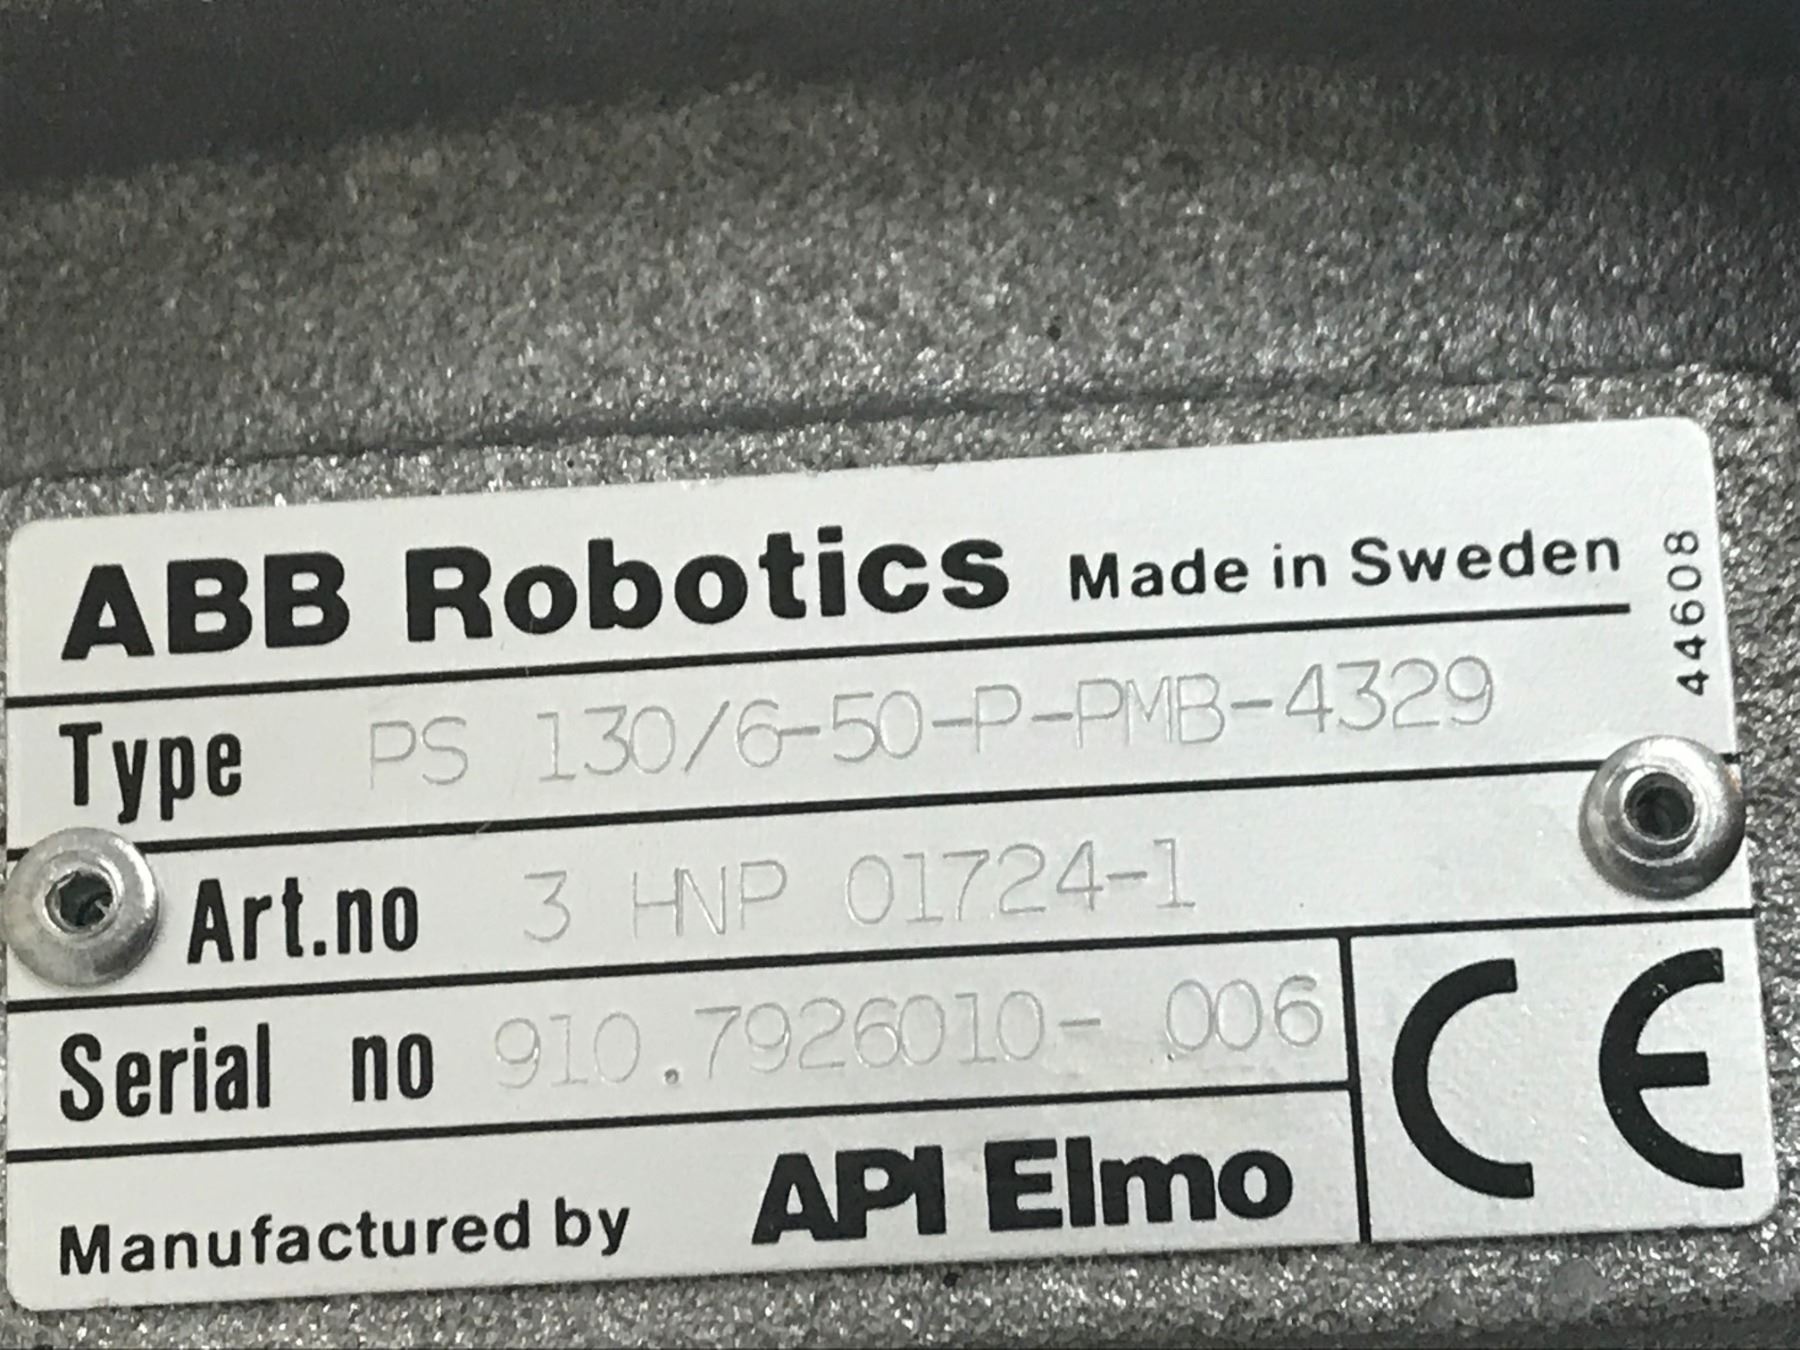 ABB Robotics Made in Sweden
44608
Type PS 130/6-50-P-PMB-4329
Art.no 3 HNP 01724-1
Serial no 910.7926010- 006
Manufactured by API Elmo
CE